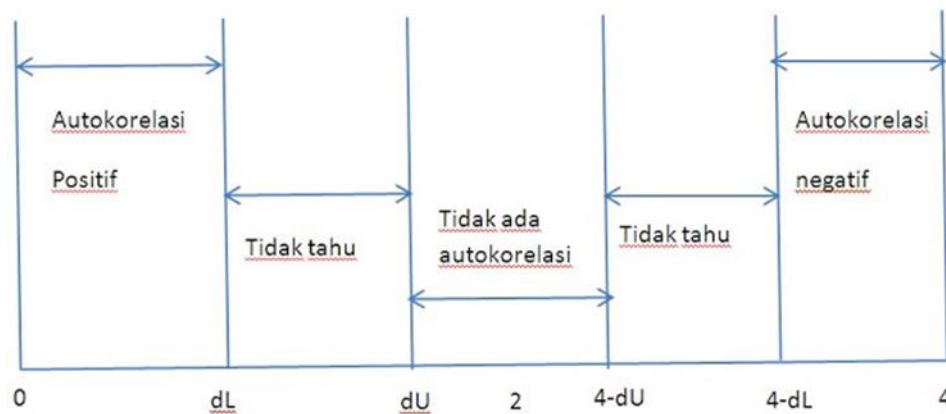 Autokorelasi
Positif
Tidak tahu
Tidak ada
autokorelasi
Tidak tahu
Autokorelasi
negatif
0 dL dU 2 4-dU 4-dL 4